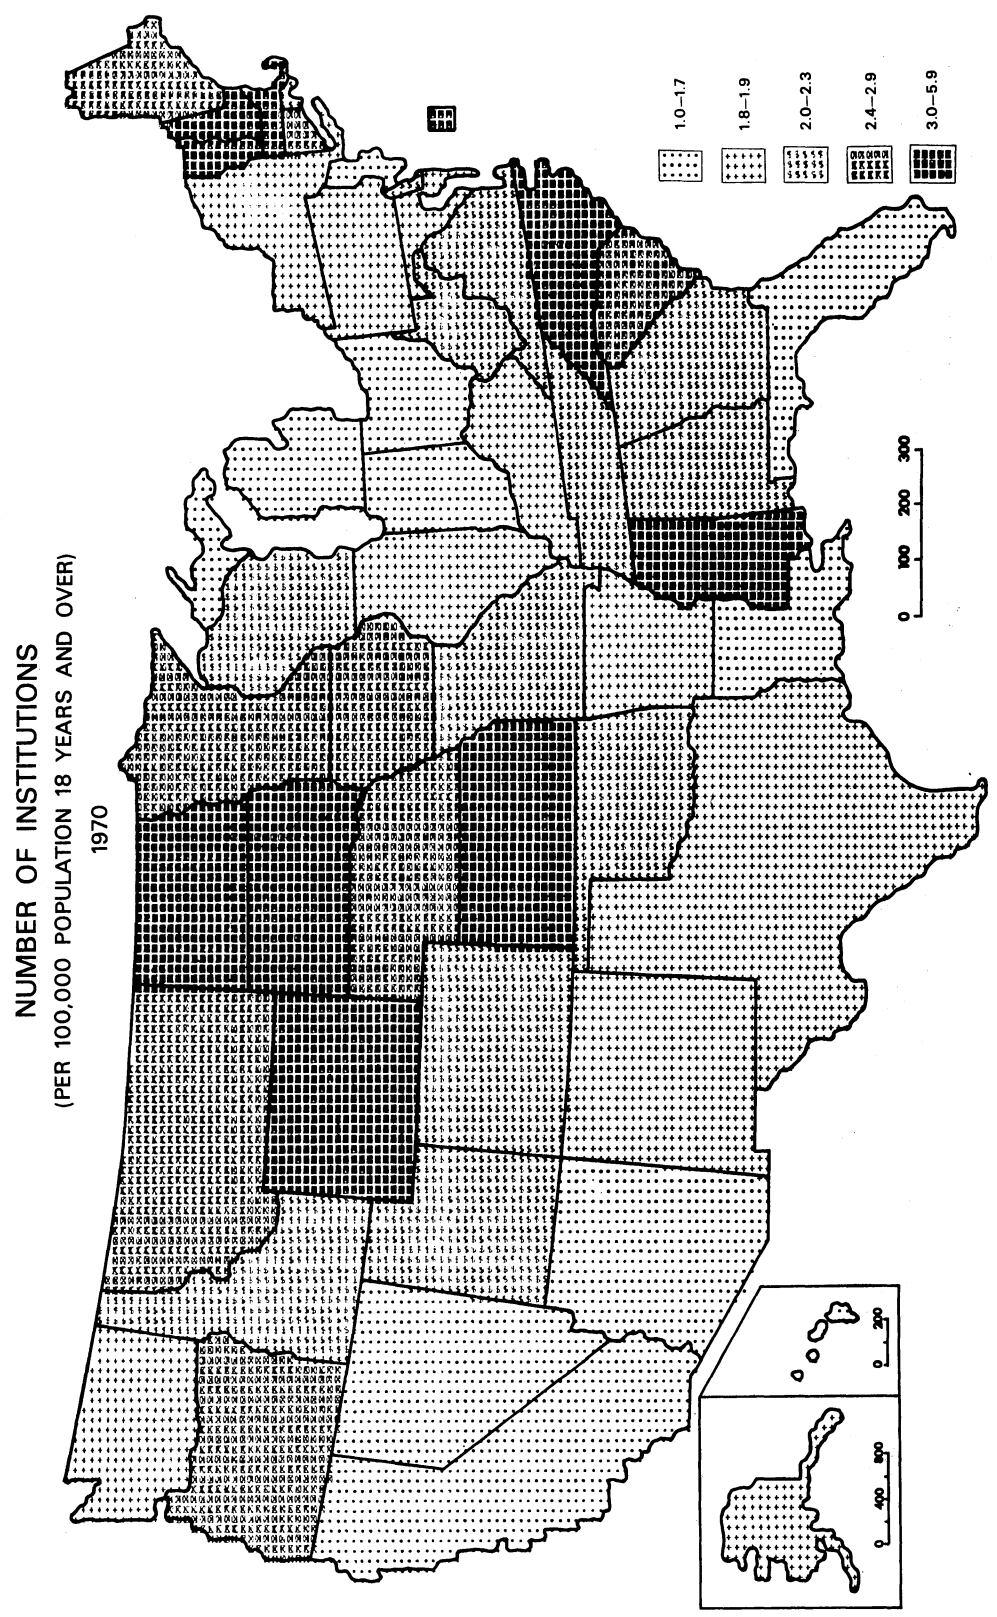 NUMBER OF INSTITUTIONS
(PER 100,000 POPULATION 18 YEARS AND OVER)
1970
1.0–1.7
1.8–1.9
2.0–2.3
2.4–2.9
3.0–5.9
0 100 200 300
0 200
0 400 800